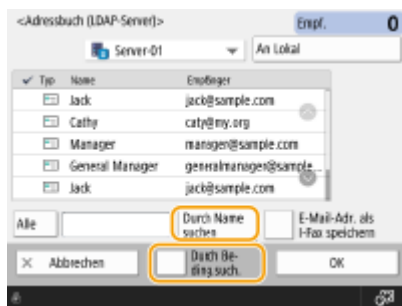 <Adressbuch (LDAP-Server)> Empf. 0
Server-01 An Lokal
Typ Name Empfänger
Jack jack@sample.com
Cathy caty@my.org
Manager manager@sample.com
General Manager generalmanager@sample
Jack jack@sample.com
Alle Durch Name suchen E-Mail-Adr. als I-Fax speichern
Abbrechen Durch Be-ding.such. OK